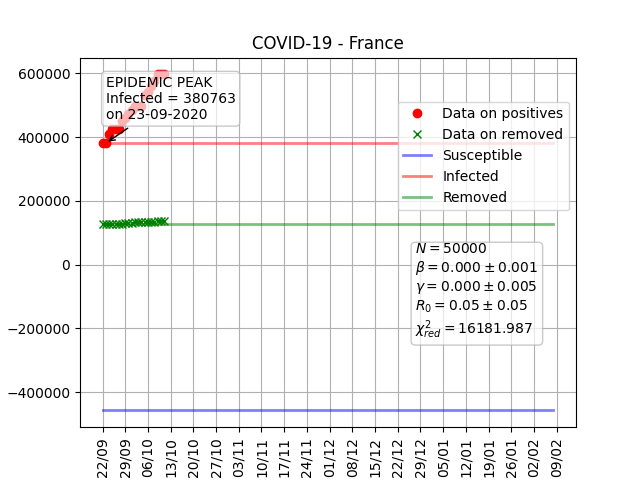 COVID-19 - France
600000
400000
200000
0
−200000
−400000
EPIDEMIC PEAK
Infected = 380763
on 23-09-2020
Data on positives
Data on removed
Susceptible
Infected
Removed
N = 50000
β = 0.000 ± 0.001
γ = 0.000 ± 0.005
R₀ = 0.05 ± 0.05
χ²_red = 16181.987
22/09
29/09
06/10
13/10
20/10
27/10
03/11
10/11
17/11
24/11
01/12
08/12
15/12
22/12
29/12
05/01
12/01
19/01
26/01
02/02
09/02